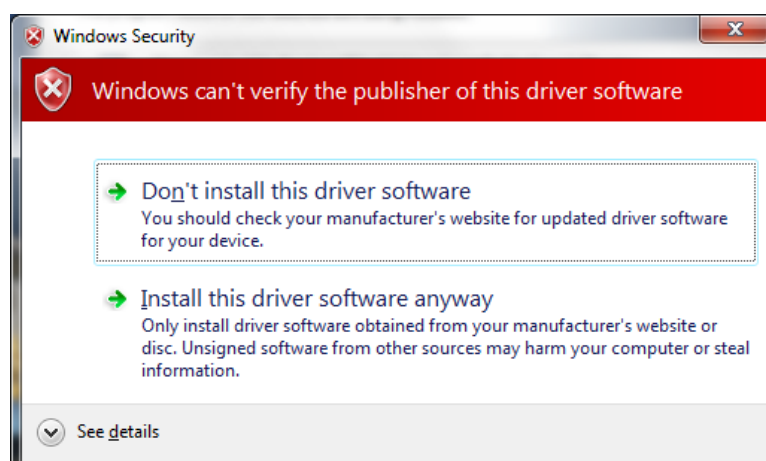 Windows Security
Windows can't verify the publisher of this driver software
Don't install this driver software
You should check your manufacturer's website for updated driver software
for your device.
Install this driver software anyway
Only install driver software obtained from your manufacturer's website or
disc. Unsigned software from other sources may harm your computer or steal
information.
See details